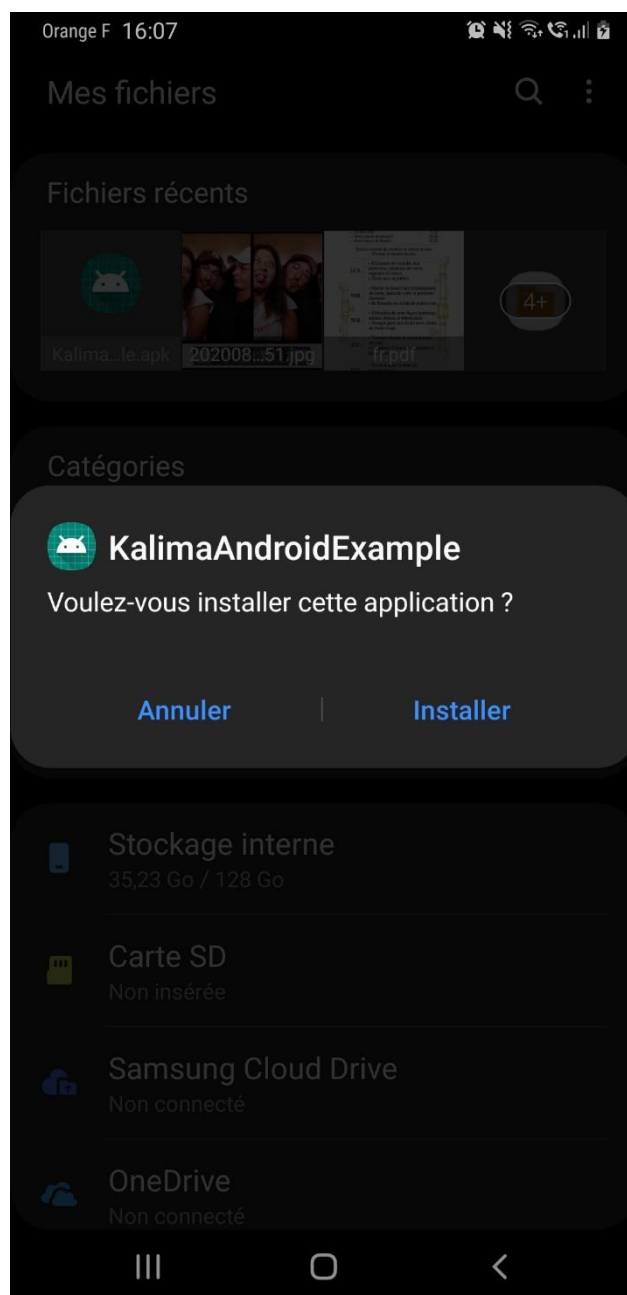 Orange F 16:07
Mes fichiers
Fichiers récents
4+
Kalima...le.apk 202008...51.jpg fr.pdf
Catégories
KalimaAndroidExample
Voulez-vous installer cette application ?
Annuler Installer
Stockage interne
35,23 Go / 128 Go
Carte SD
Non insérée
Samsung Cloud Drive
Non connecté
OneDrive
Non connecté